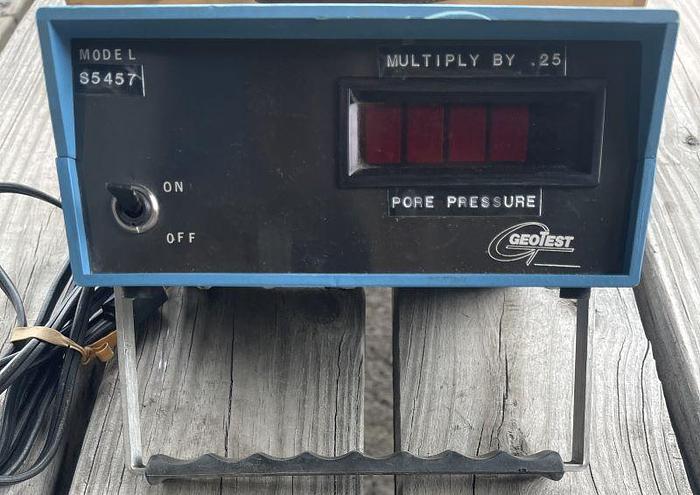 MODEL
S5457
MULTIPLY BY .25
ON
OFF
PORE PRESSURE
GEOTEST